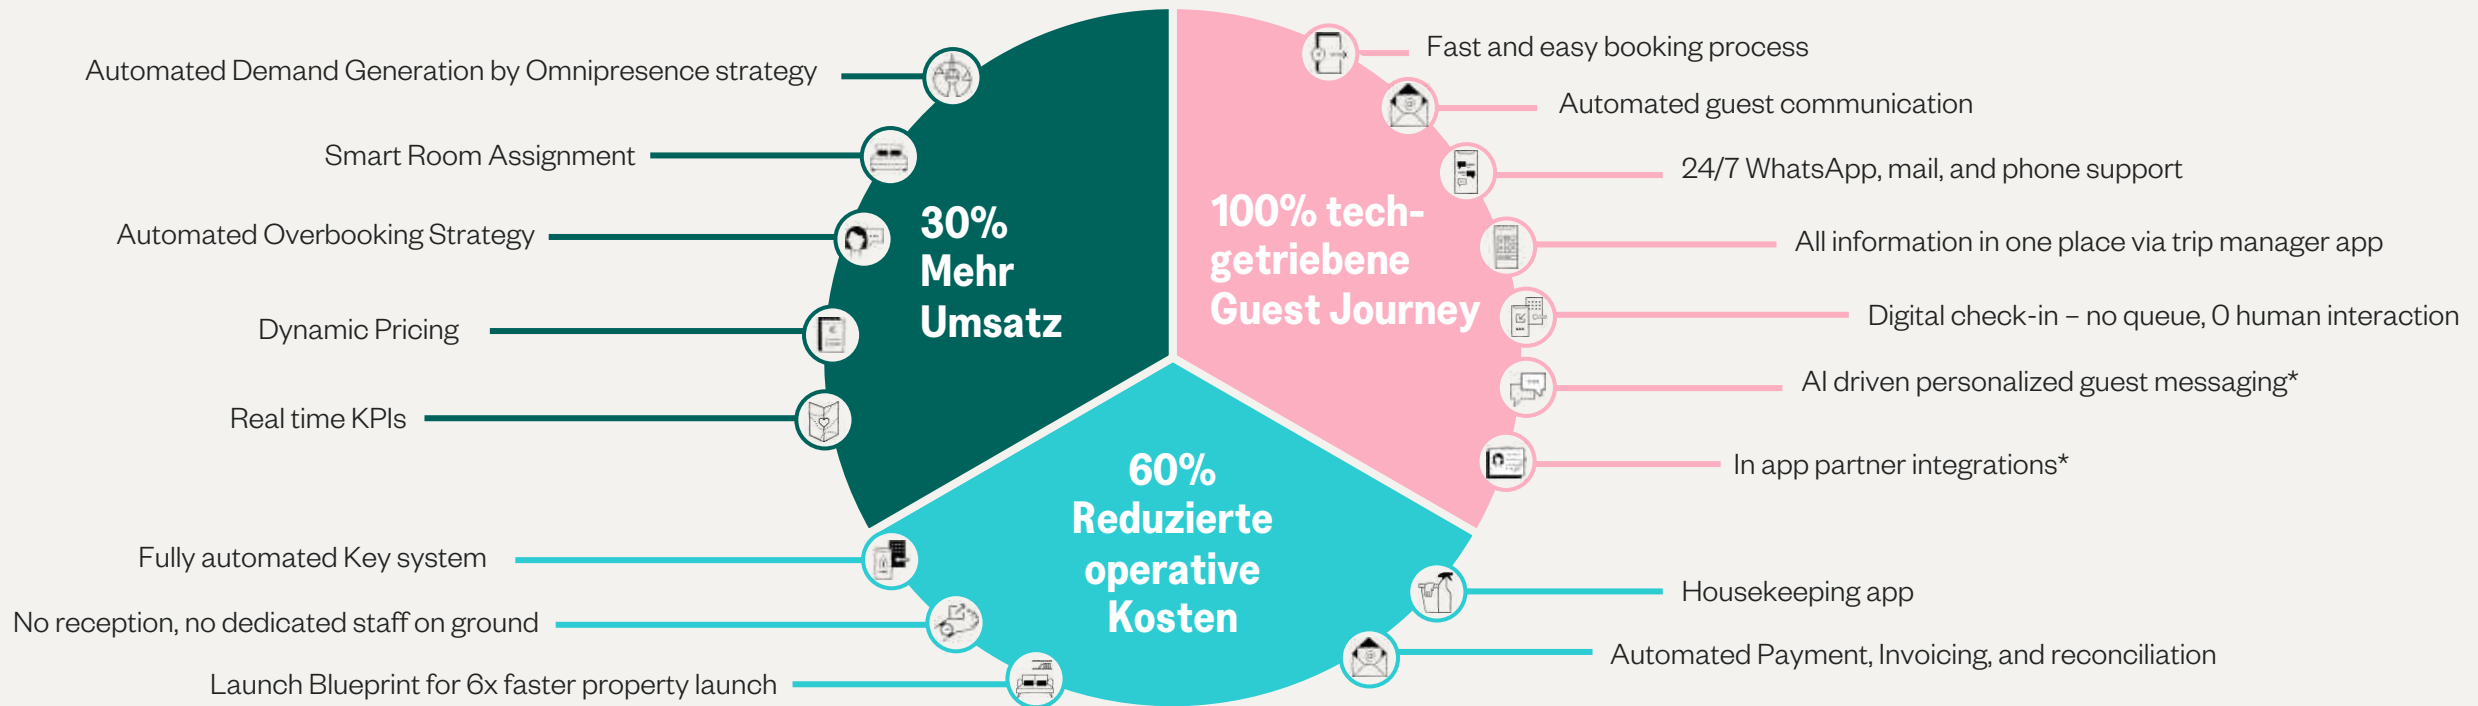 Automated Demand Generation by Omnipresence strategy
Smart Room Assignment
Automated Overbooking Strategy
Dynamic Pricing
Real time KPIs
30%
Mehr
Umsatz
100% tech-
getriebene
Guest Journey
Fast and easy booking process
Automated guest communication
24/7 WhatsApp, mail, and phone support
All information in one place via trip manager app
Digital check-in – no queue, 0 human interaction
AI driven personalized guest messaging*
In app partner integrations*
60%
Reduzierte
operative
Kosten
Fully automated Key system
No reception, no dedicated staff on ground
Launch Blueprint for 6x faster property launch
Housekeeping app
Automated Payment, Invoicing, and reconciliation